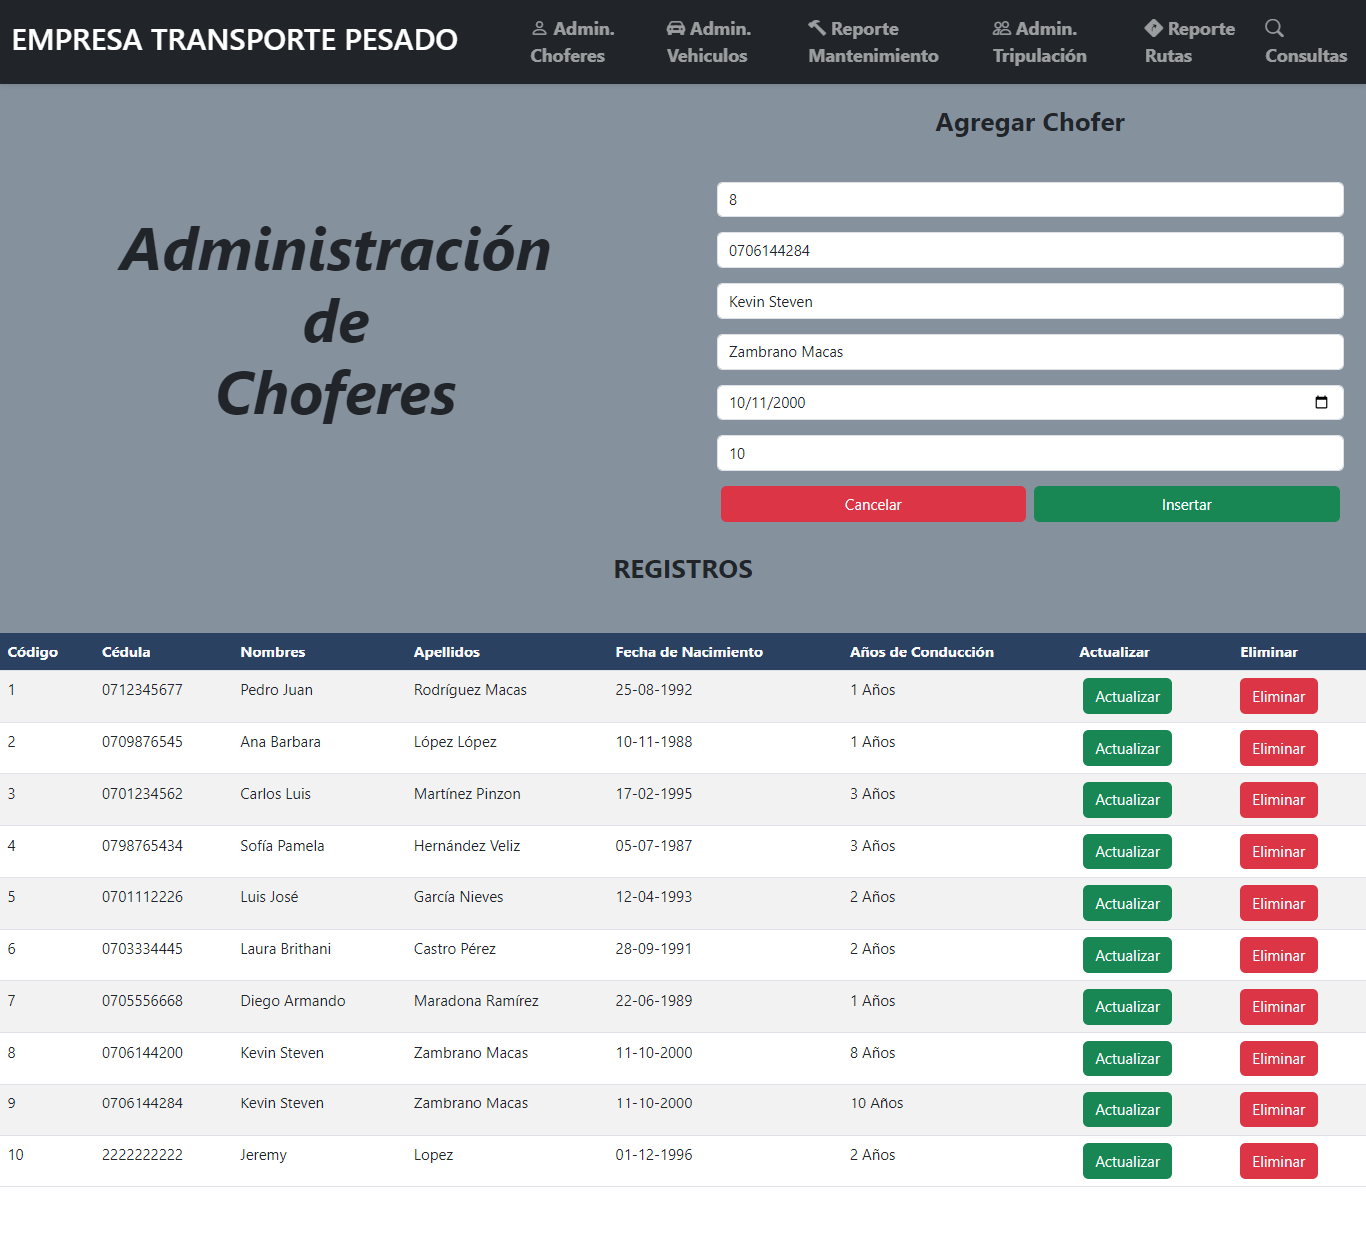 EMPRESA TRANSPORTE PESADO
Admin. Choferes
Admin. Vehiculos
Reporte Mantenimiento
Admin. Tripulación
Reporte Rutas
Consultas
Administración
de
Choferes
Agregar Chofer
8
0706144284
Kevin Steven
Zambrano Macas
10/11/2000
10
Cancelar Insertar
REGISTROS
Código Cédula Nombres Apellidos Fecha de Nacimiento Años de Conducción Actualizar Eliminar
1 0712345677 Pedro Juan Rodríguez Macas 25-08-1992 1 Años Actualizar Eliminar
2 0709876545 Ana Barbara López López 10-11-1988 1 Años Actualizar Eliminar
3 0701234562 Carlos Luis Martínez Pinzon 17-02-1995 3 Años Actualizar Eliminar
4 0798765434 Sofía Pamela Hernández Veliz 05-07-1987 3 Años Actualizar Eliminar
5 0701112226 Luis José García Nieves 12-04-1993 2 Años Actualizar Eliminar
6 0703334445 Laura Brithani Castro Pérez 28-09-1991 2 Años Actualizar Eliminar
7 0705556668 Diego Armando Maradona Ramírez 22-06-1989 1 Años Actualizar Eliminar
8 0706144200 Kevin Steven Zambrano Macas 11-10-2000 8 Años Actualizar Eliminar
9 0706144284 Kevin Steven Zambrano Macas 11-10-2000 10 Años Actualizar Eliminar
10 2222222222 Jeremy Lopez 01-12-1996 2 Años Actualizar Eliminar